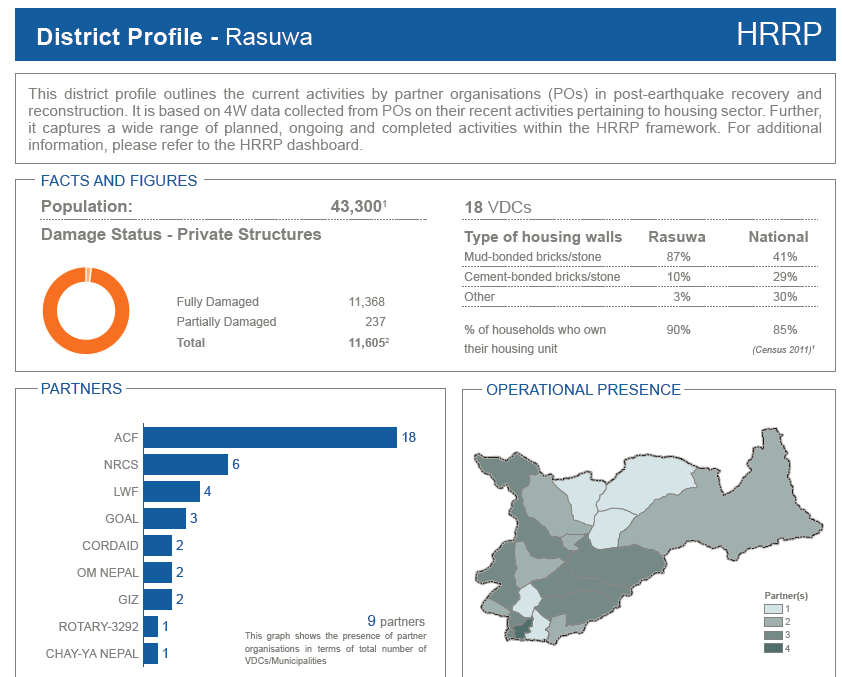 District Profile - Rasuwa
HRRP
This district profile outlines the current activities by partner organisations (POs) in post-earthquake recovery and
reconstruction. It is based on 4W data collected from POs on their recent activities pertaining to housing sector. Further,
it captures a wide range of planned, ongoing and completed activities within the HRRP framework. For additional
information, please refer to the HRRP dashboard.
FACTS AND FIGURES
Population: 43,300¹
Damage Status - Private Structures
Fully Damaged 11,368
Partially Damaged 237
Total 11,605²
18 VDCs
Type of housing walls Rasuwa National
Mud-bonded bricks/stone 87% 41%
Cement-bonded bricks/stone 10% 29%
Other 3% 30%
% of households who own 90% 85%
their housing unit (Census 2011)¹
PARTNERS
ACF 18
NRCS 6
LWF 4
GOAL 3
CORDAID 2
OM NEPAL 2
GIZ 2
ROTARY-3292 1
CHAY-YA NEPAL 1
9 partners
This graph shows the presence of partner
organisations in terms of total number of
VDCs/Municipalities
OPERATIONAL PRESENCE
Partner(s)
1
2
3
4